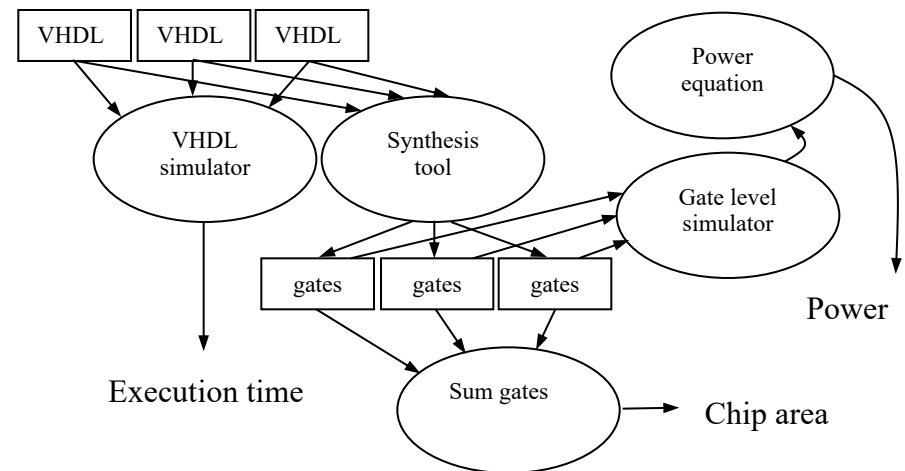 VHDL
VHDL
VHDL
Power
equation
VHDL
simulator
Synthesis
tool
Gate level
simulator
gates
gates
gates
Power
Execution time
Sum gates
Chip area